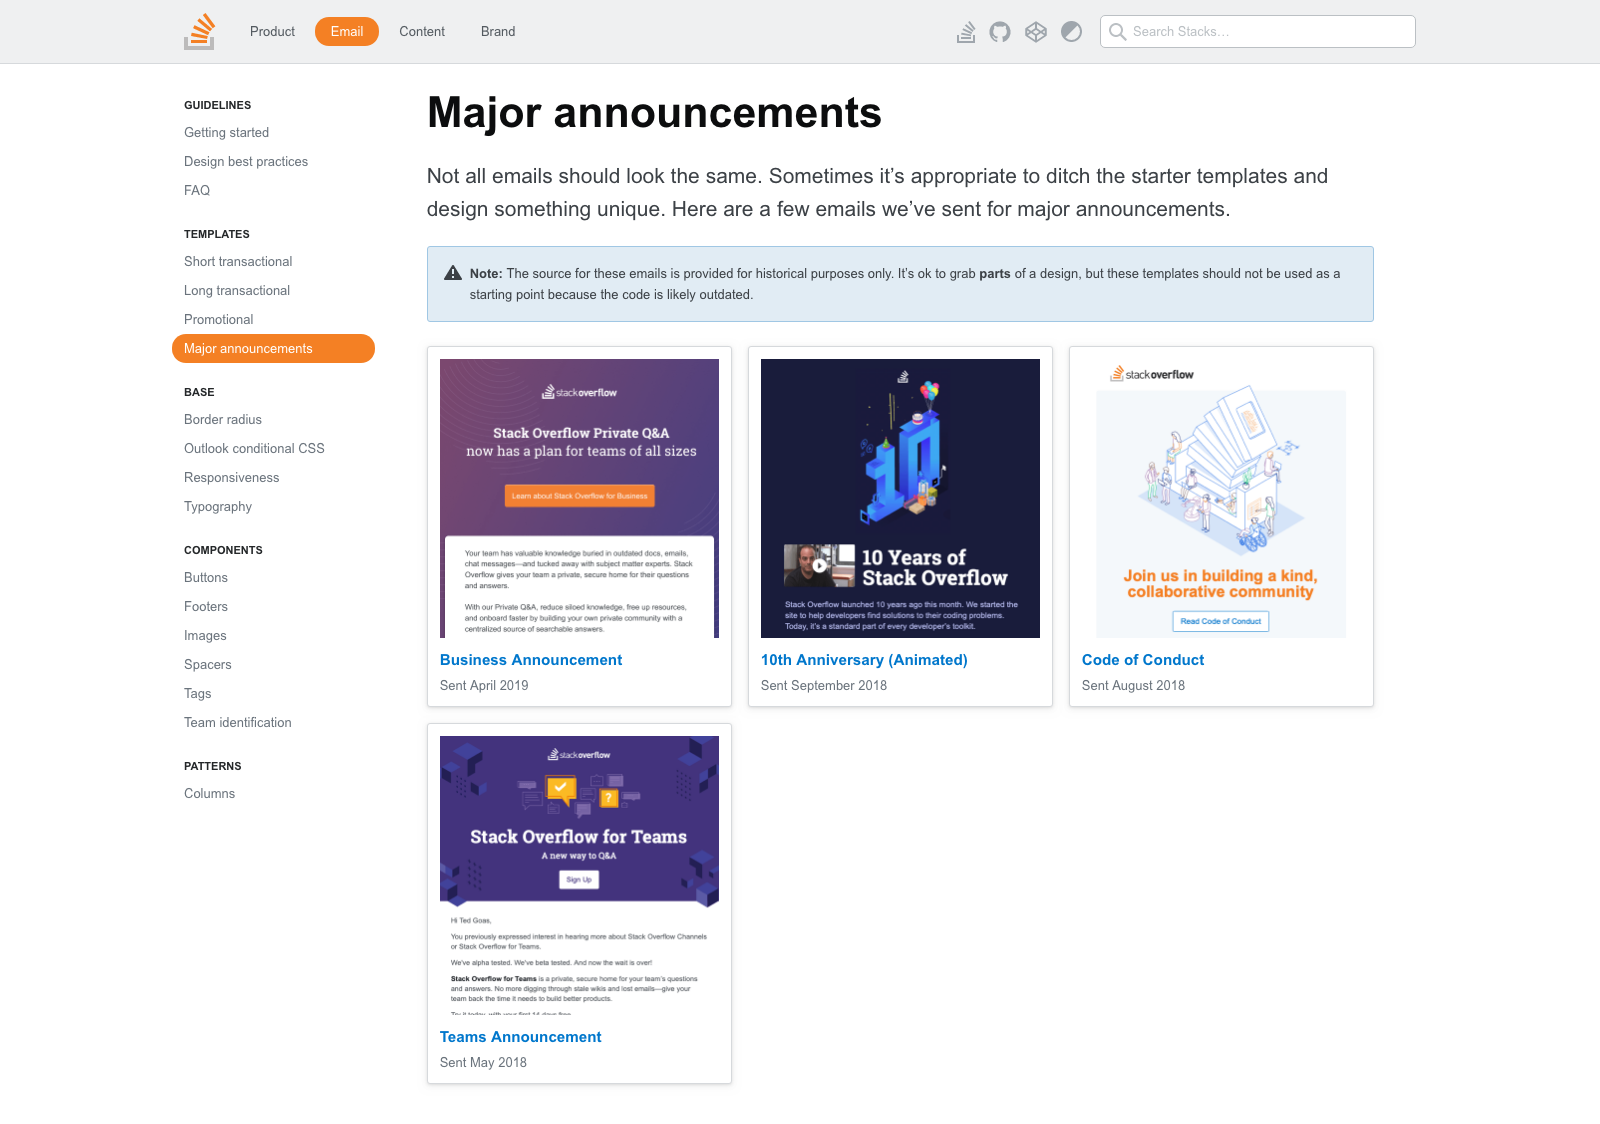 Product
Email
Content
Brand
Search Stacks…
GUIDELINES
Getting started
Design best practices
FAQ
TEMPLATES
Short transactional
Long transactional
Promotional
Major announcements
BASE
Border radius
Outlook conditional CSS
Responsiveness
Typography
COMPONENTS
Buttons
Footers
Images
Spacers
Tags
Team identification
PATTERNS
Columns
Major announcements
Not all emails should look the same. Sometimes it’s appropriate to ditch the starter templates and
design something unique. Here are a few emails we’ve sent for major announcements.
Note: The source for these emails is provided for historical purposes only. It’s ok to grab parts of a design, but these templates should not be used as a
starting point because the code is likely outdated.
stackoverflow
Stack Overflow Private Q&A
now has a plan for teams of all sizes
Learn about Stack Overflow for Business
Your team has valuable knowledge buried in outdated docs, emails,
chat messages—and tucked away with subject matter experts. Stack
Overflow gives your team a private, secure home for their questions
and answers.
With our Private Q&A, reduce siloed knowledge, free up resources,
and onboard faster by building your own private community with a
centralized source of searchable answers.
Business Announcement
Sent April 2019
10
10 Years of
Stack Overflow
Stack Overflow launched 10 years ago this month. We started the
site to help developers find solutions to their coding problems.
Today, it’s a standard part of every developer’s toolkit.
10th Anniversary (Animated)
Sent September 2018
stackoverflow
Join us in building a kind,
collaborative community
Read Code of Conduct
Code of Conduct
Sent August 2018
stackoverflow
?
Stack Overflow for Teams
A new way to Q&A
Sign Up
Hi Ted Goas,
You previously expressed interest in hearing more about Stack Overflow Channels
or Stack Overflow for Teams.
We've alpha tested. We've beta tested. And now the wait is over!
Stack Overflow for Teams is a private, secure home for your team's questions
and answers. No more digging through stale wikis and lost emails—give your
team back the time it needs to build better products.
Try it today, with your first 14 days free.
Teams Announcement
Sent May 2018